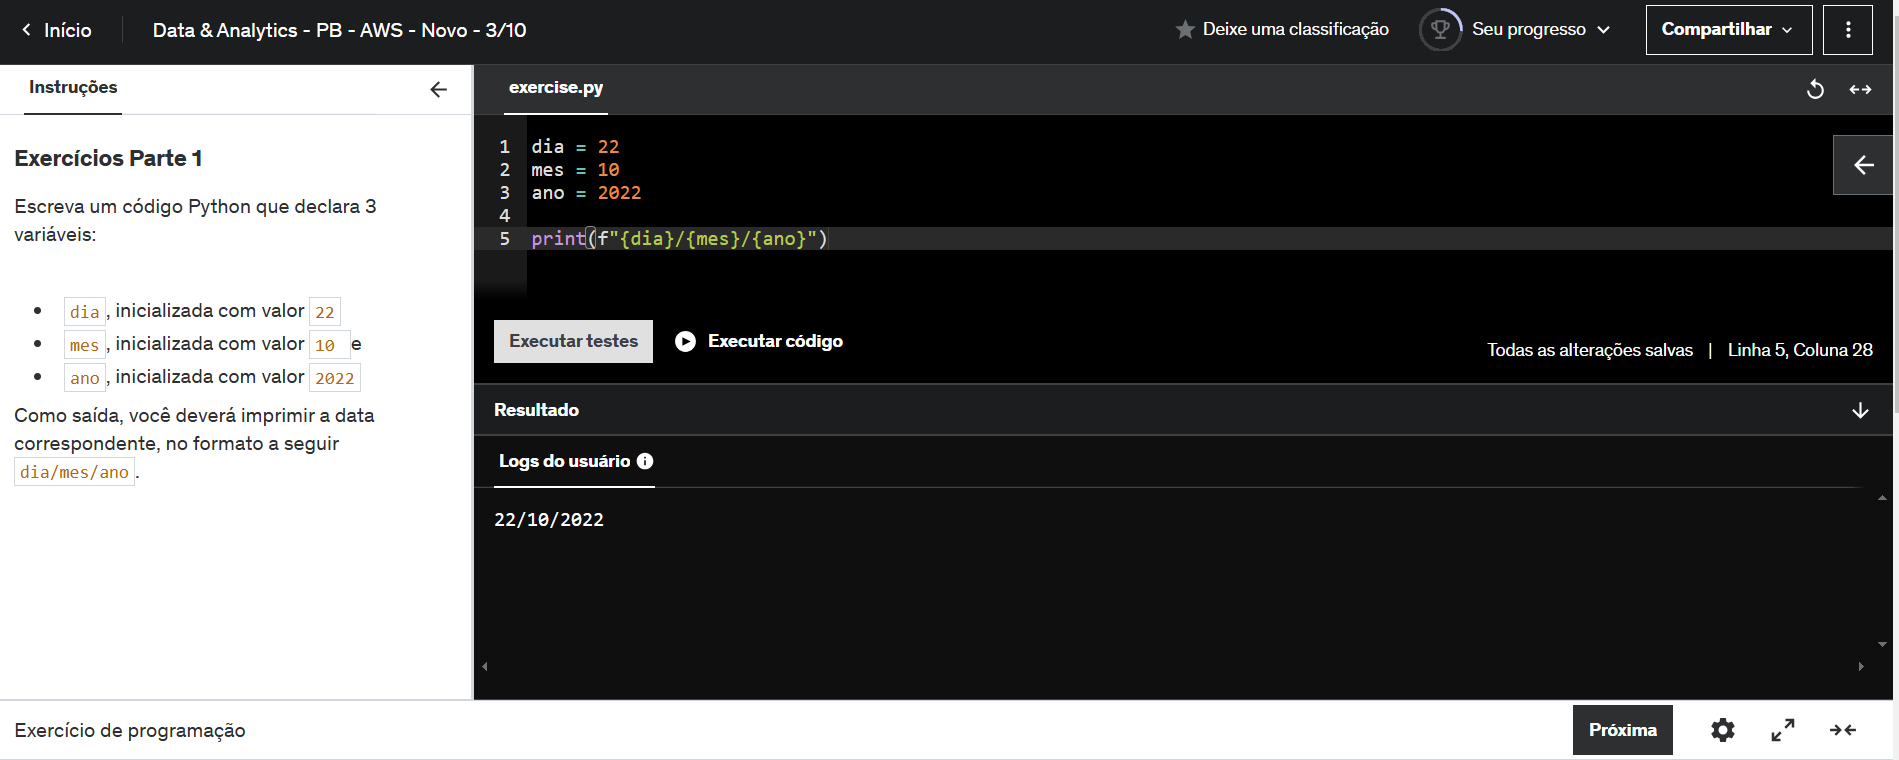 Início
Data & Analytics - PB - AWS - Novo - 3/10
Deixe uma classificação
Seu progresso
Compartilhar
Instruções
Exercícios Parte 1
Escreva um código Python que declara 3
variáveis:
• dia, inicializada com valor 22
• mes, inicializada com valor 10 e
• ano, inicializada com valor 2022
Como saída, você deverá imprimir a data
correspondente, no formato a seguir
dia/mes/ano.
exercise.py
1 dia = 22
2 mes = 10
3 ano = 2022
4
5 print(f"{dia}/{mes}/{ano}")
Executar testes
Executar código
Todas as alterações salvas | Linha 5, Coluna 28
Resultado
Logs do usuário
22/10/2022
Exercício de programação
Próxima